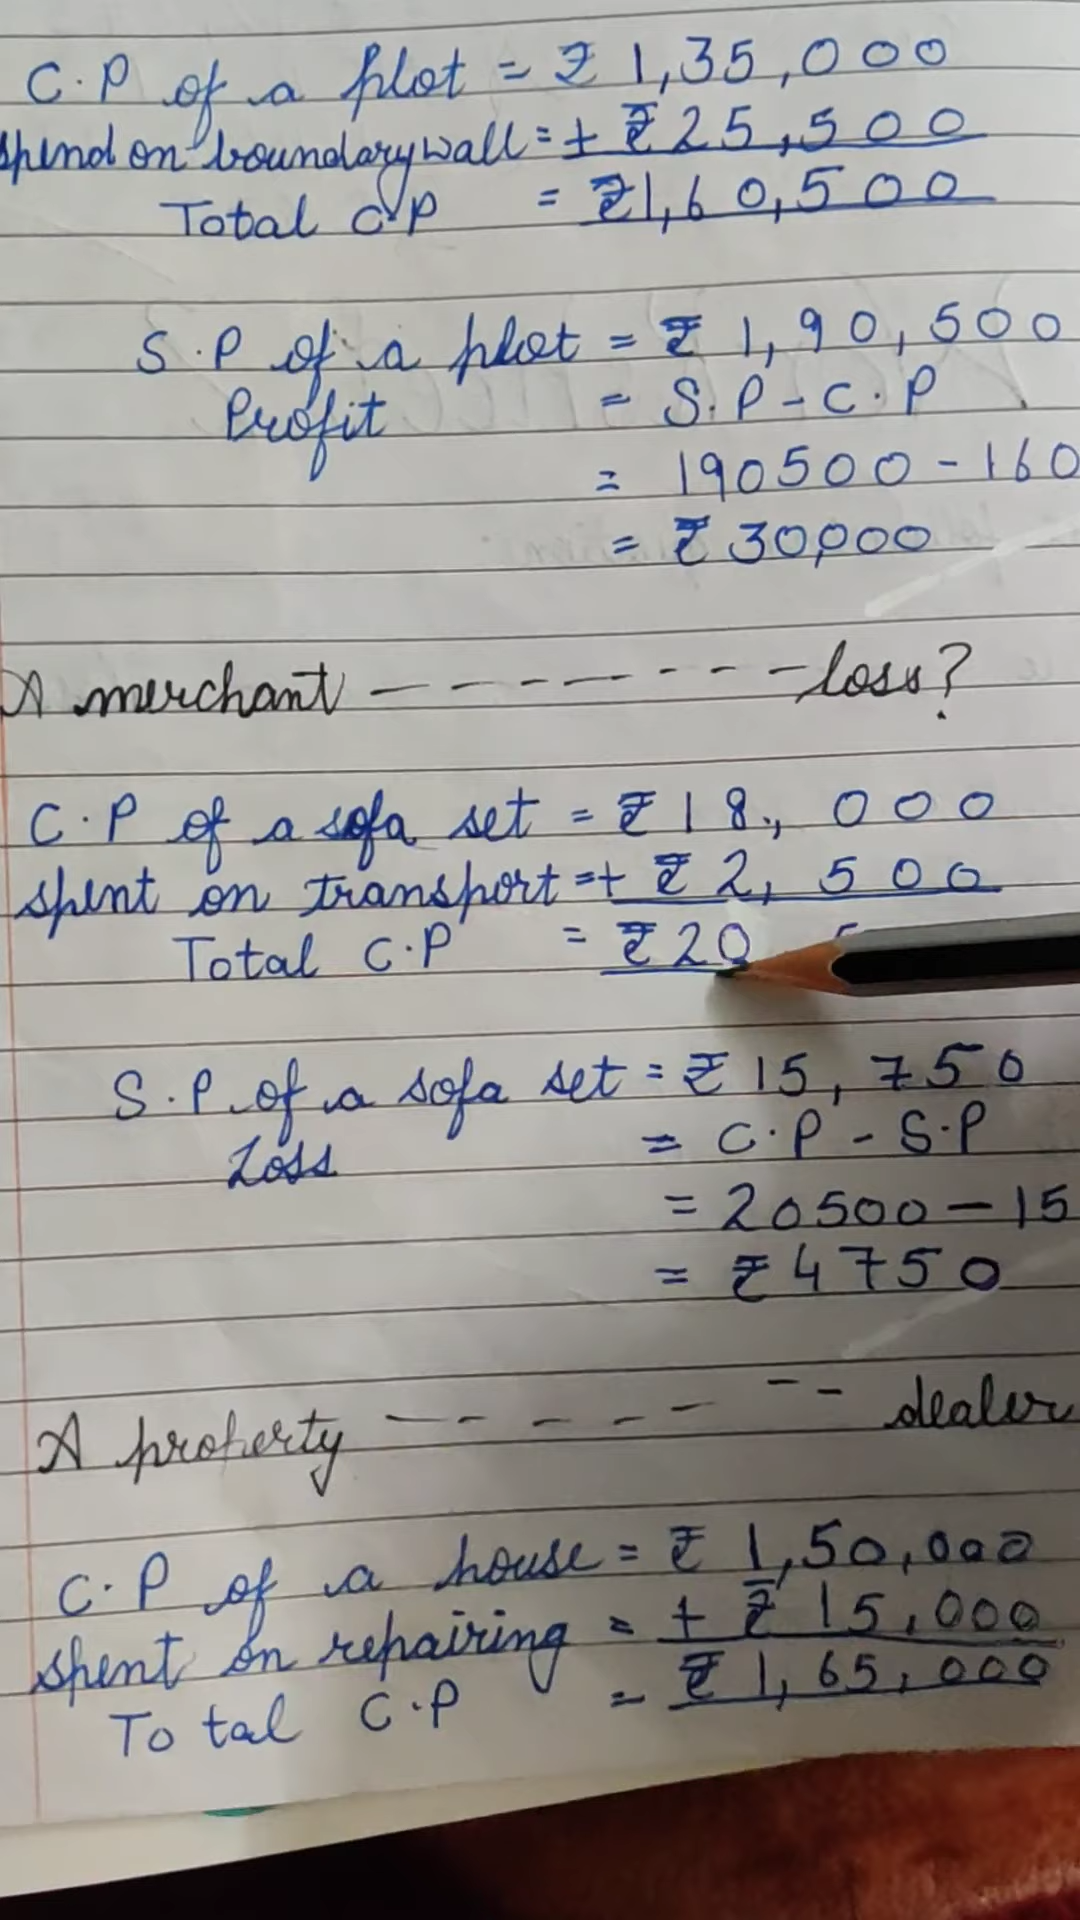 C.P of a plot = ₹ 1,35,000
spend on boundary wall = + ₹ 25,500
Total C.P = ₹1,60,500
S.P of a plot = ₹ 1,90,500
Profit = S.P - C.P
= 190500 - 160
= ₹ 30,000
A merchant - - - - - - - - loss?
C.P of a sofa set = ₹ 18,000
spent on transport = + ₹ 2,500
Total C.P = ₹ 20
S.P. of a sofa set = ₹ 15,750
Loss = C.P - S.P
= 20500 - 15
= ₹ 4750
A property - - - - - - - dealer
C.P of a house = ₹ 1,50,000
spent on repairing = + ₹ 15,000
To tal C.P = ₹ 1,65,000